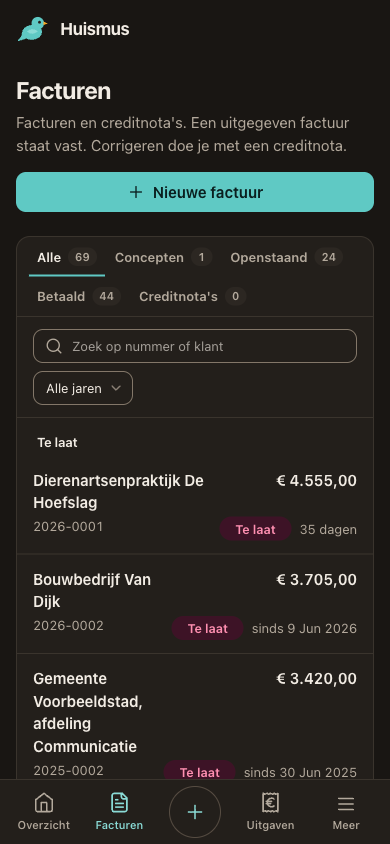 Huismus
Facturen
Facturen en creditnota's. Een uitgegeven factuur
staat vast. Corrigeren doe je met een creditnota.
Nieuwe factuur
Alle 69 Concepten 1 Openstaand 24
Betaald 44 Creditnota's 0
Zoek op nummer of klant
Alle jaren
Te laat
Dierenartsenpraktijk De € 4.555,00
Hoefslag
2026-0001 Te laat 35 dagen
Bouwbedrijf Van € 3.705,00
Dijk
2026-0002 Te laat sinds 9 Jun 2026
Gemeente € 3.420,00
Voorbeeldstad,
afdeling
Communicatie
2025-0002 Te laat sinds 30 Jun 2025
Overzicht Facturen Uitgaven Meer